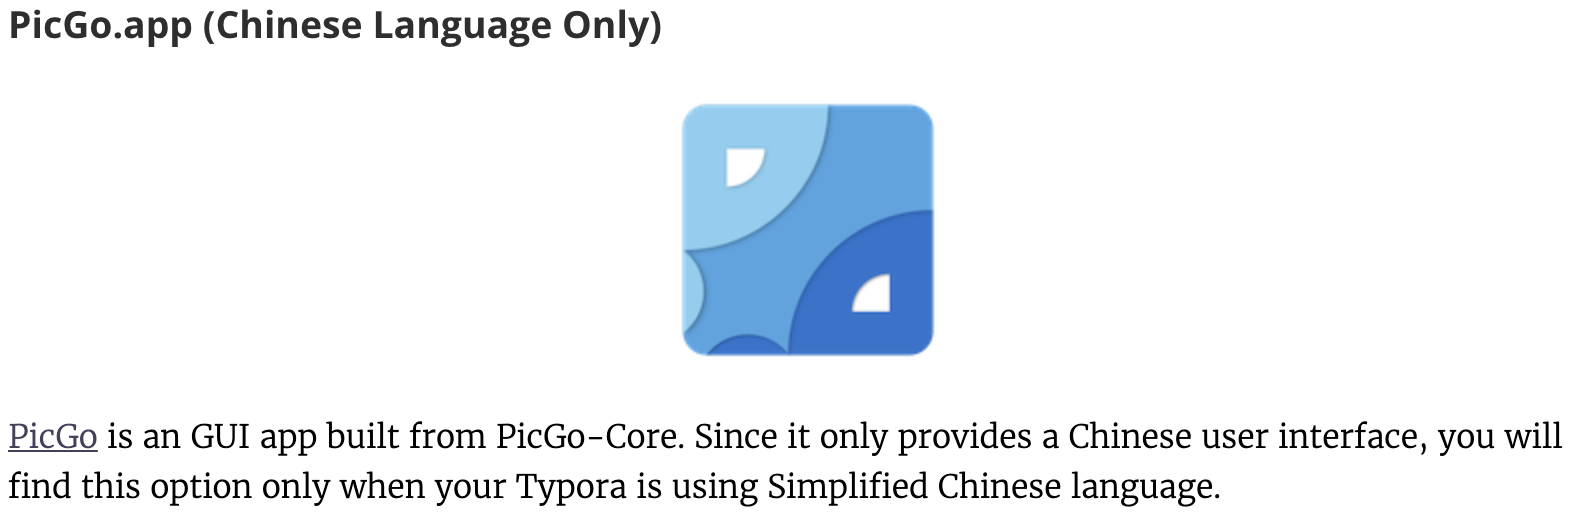 PicGo.app (Chinese Language Only)
PicGo is an GUI app built from PicGo-Core. Since it only provides a Chinese user interface, you will
find this option only when your Typora is using Simplified Chinese language.